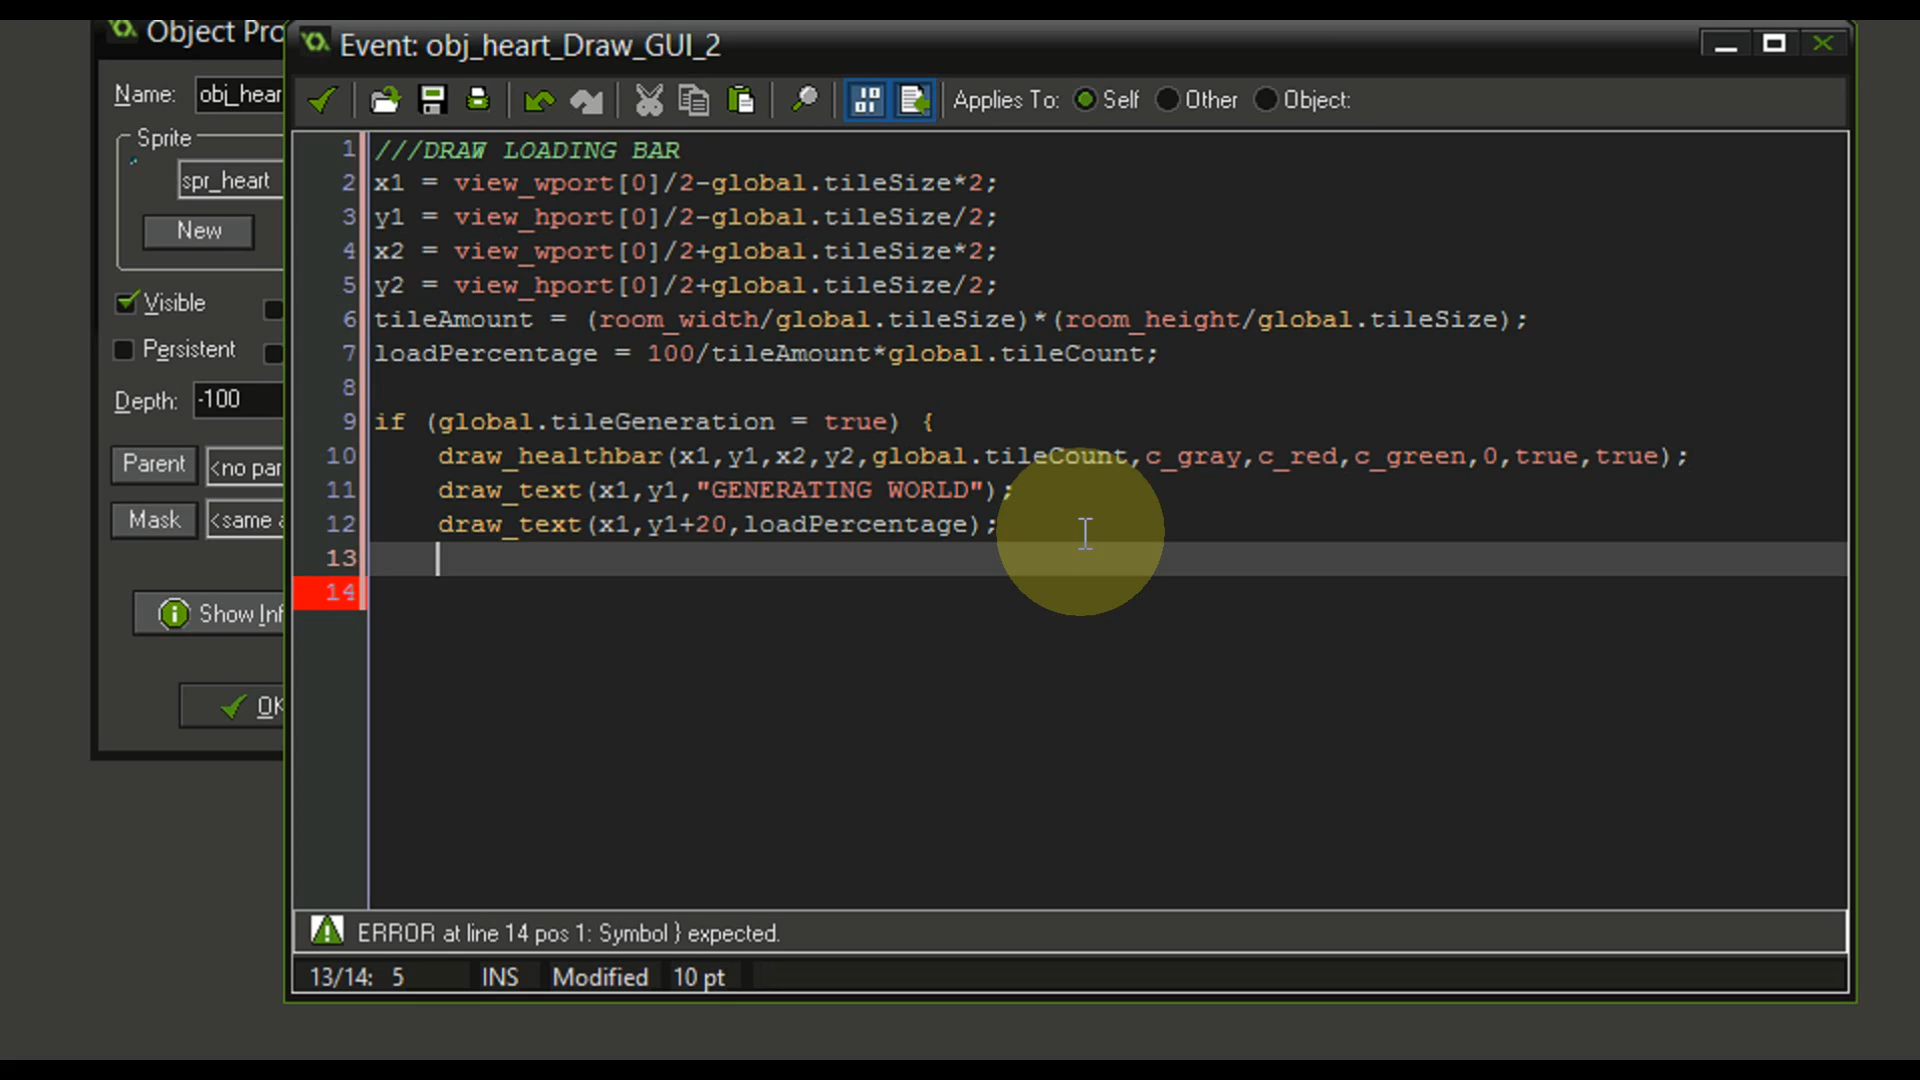 Object Pro
Event: obj_heart_Draw_GUI_2
Name: obj_hear
Applies To: Self Other Object:
Sprite
spr_heart
New
Visible
Persistent
Depth: -100
Parent <no par
Mask <same a
Show Inf
OK
1 ///DRAW LOADING BAR
2 x1 = view_wport[0]/2-global.tileSize*2;
3 y1 = view_hport[0]/2-global.tileSize/2;
4 x2 = view_wport[0]/2+global.tileSize*2;
5 y2 = view_hport[0]/2+global.tileSize/2;
6 tileAmount = (room_width/global.tileSize)*(room_height/global.tileSize);
7 loadPercentage = 100/tileAmount*global.tileCount;
8
9 if (global.tileGeneration = true) {
10 draw_healthbar(x1,y1,x2,y2,global.tileCount,c_gray,c_red,c_green,0,true,true);
11 draw_text(x1,y1,"GENERATING WORLD");
12 draw_text(x1,y1+20,loadPercentage);
13
14
ERROR at line 14 pos 1: Symbol } expected.
13/14: 5 INS Modified 10 pt